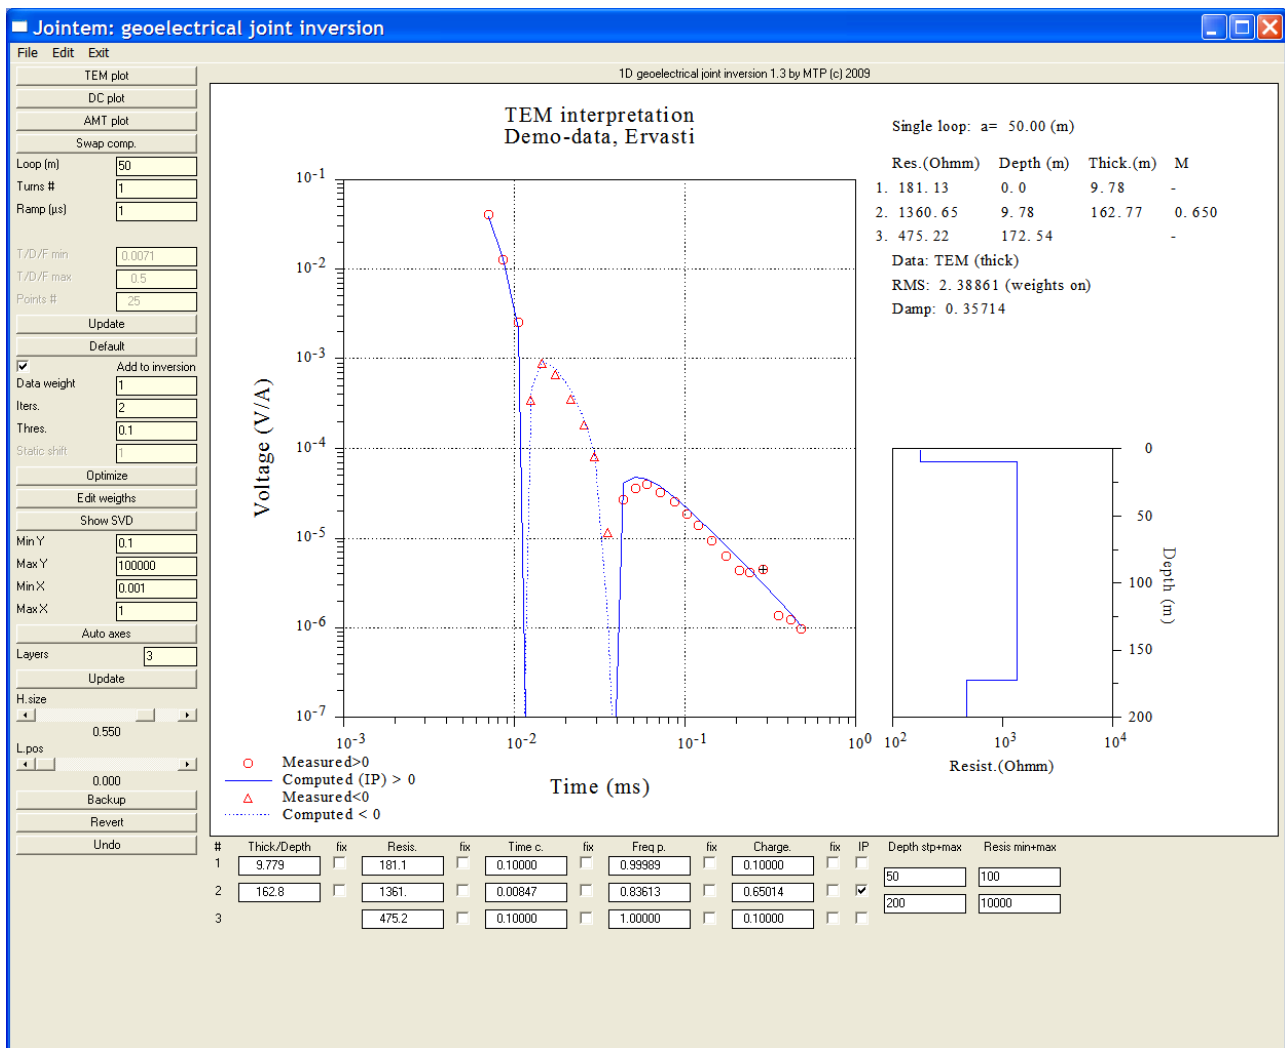 Jointem: geoelectrical joint inversion
File Edit Exit
1D geoelectrical joint inversion 1.3 by MTP (c) 2009
TEM plot
DC plot
AMT plot
Swap comp.
Loop (m) 50
Turns # 1
Ramp (µs) 1
T/D/F min 0.0071
T/D/F max 0.5
Points # 25
Update
Default
Add to inversion
Data weight 1
Iters. 2
Thres. 0.1
Static shift 1
Optimize
Edit weigths
Show SVD
Min Y 0.1
Max Y 100000
Min X 0.001
Max X 1
Auto axes
Layers 3
Update
H.size
0.550
L.pos
0.000
Backup
Revert
Undo
TEM interpretation
Demo-data, Ervasti
Voltage (V/A)
10^-1
10^-2
10^-3
10^-4
10^-5
10^-6
10^-7
10^-3 10^-2 10^-1 10^0
Time (ms)
Measured>0
Computed (IP) > 0
Measured<0
Computed < 0
Single loop: a= 50.00 (m)
Res.(Ohmm) Depth (m) Thick.(m) M
1. 181.13 0.0 9.78 -
2. 1360.65 9.78 162.77 0.650
3. 475.22 172.54 -
Data: TEM (thick)
RMS: 2.38861 (weights on)
Damp: 0.35714
0
50
100
150
200
Depth (m)
10^2 10^3 10^4
Resist.(Ohmm)
# Thick/Depth fix Resis. fix Time c. fix Freq p. fix Charge. fix IP Depth stp+max Resis min+max
1 9.779 181.1 0.10000 0.99989 0.10000
50 100
2 162.8 1361. 0.00847 0.83613 0.65014
200 10000
3 475.2 0.10000 1.00000 0.10000